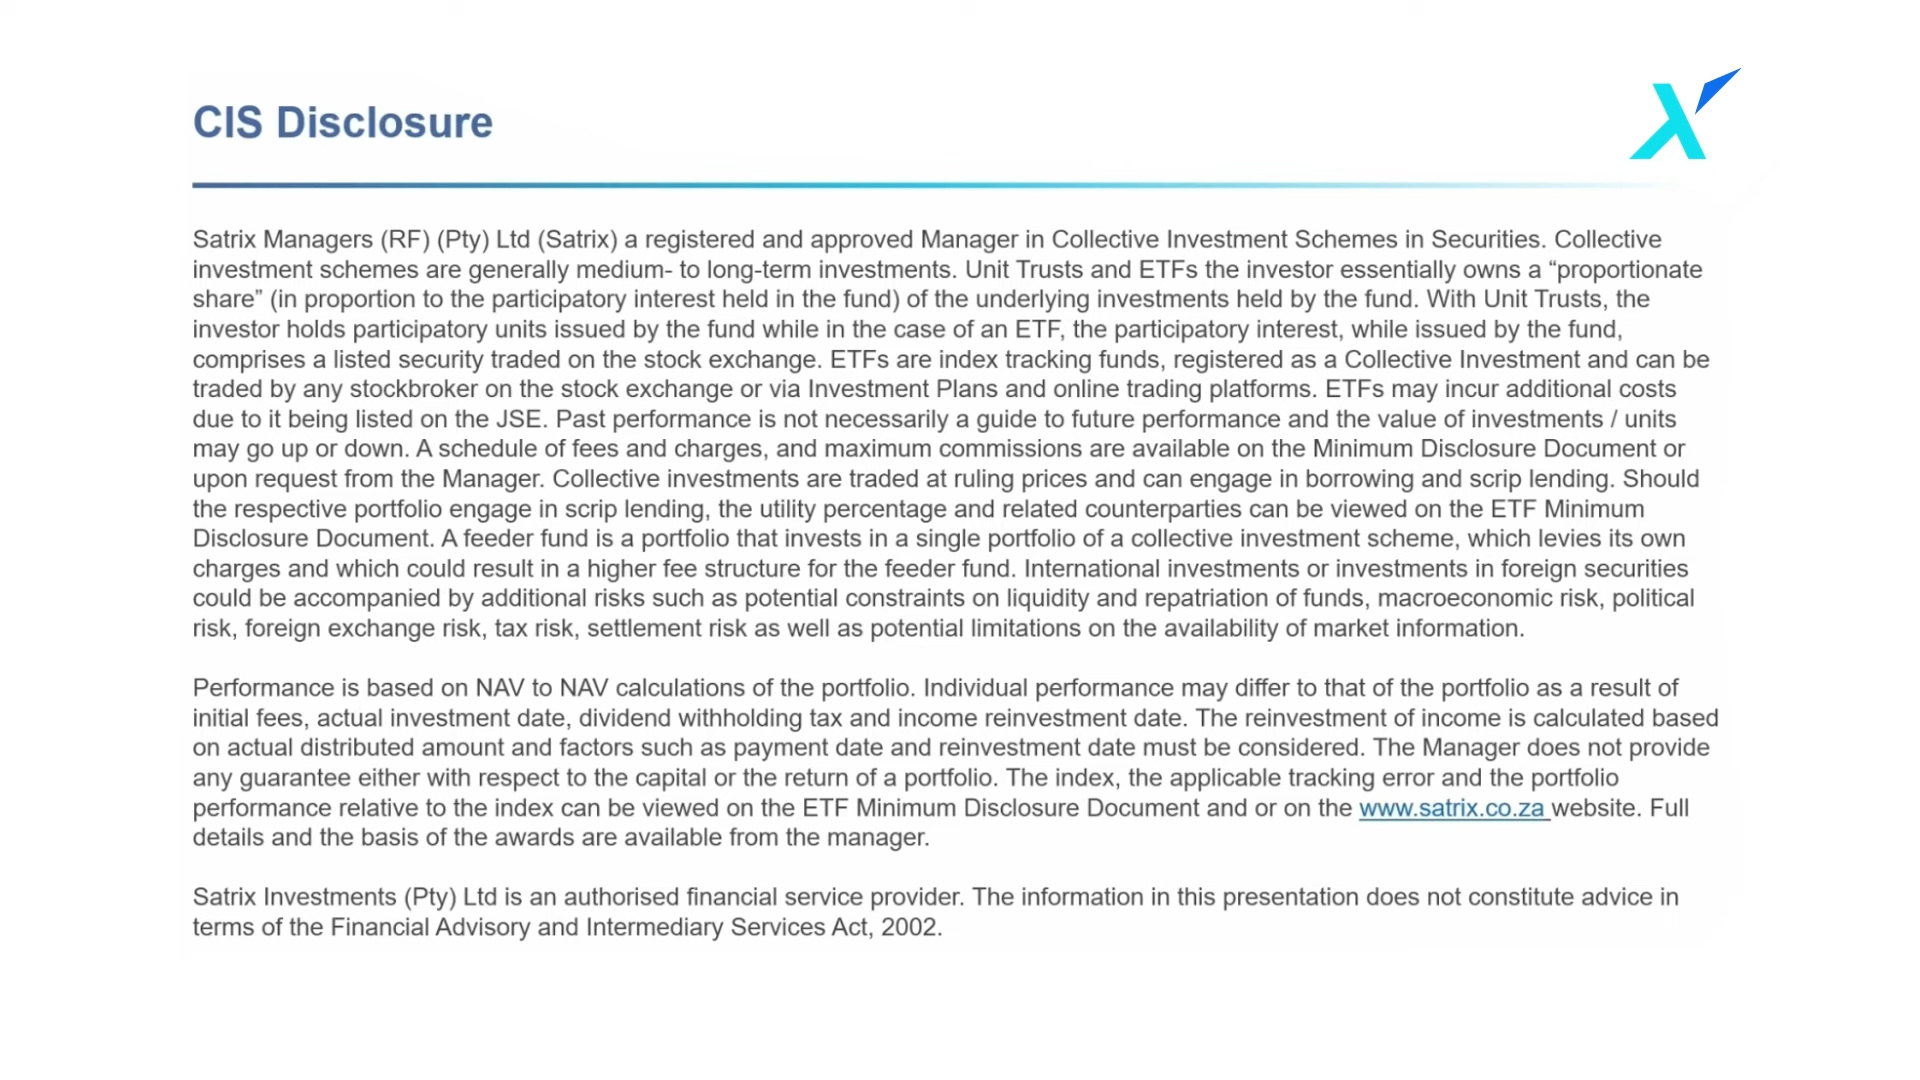 CIS Disclosure
Satrix Managers (RF) (Pty) Ltd (Satrix) a registered and approved Manager in Collective Investment Schemes in Securities. Collective
investment schemes are generally medium- to long-term investments. Unit Trusts and ETFs the investor essentially owns a “proportionate
share” (in proportion to the participatory interest held in the fund) of the underlying investments held by the fund. With Unit Trusts, the
investor holds participatory units issued by the fund while in the case of an ETF, the participatory interest, while issued by the fund,
comprises a listed security traded on the stock exchange. ETFs are index tracking funds, registered as a Collective Investment and can be
traded by any stockbroker on the stock exchange or via Investment Plans and online trading platforms. ETFs may incur additional costs
due to it being listed on the JSE. Past performance is not necessarily a guide to future performance and the value of investments / units
may go up or down. A schedule of fees and charges, and maximum commissions are available on the Minimum Disclosure Document or
upon request from the Manager. Collective investments are traded at ruling prices and can engage in borrowing and scrip lending. Should
the respective portfolio engage in scrip lending, the utility percentage and related counterparties can be viewed on the ETF Minimum
Disclosure Document. A feeder fund is a portfolio that invests in a single portfolio of a collective investment scheme, which levies its own
charges and which could result in a higher fee structure for the feeder fund. International investments or investments in foreign securities
could be accompanied by additional risks such as potential constraints on liquidity and repatriation of funds, macroeconomic risk, political
risk, foreign exchange risk, tax risk, settlement risk as well as potential limitations on the availability of market information.
Performance is based on NAV to NAV calculations of the portfolio. Individual performance may differ to that of the portfolio as a result of
initial fees, actual investment date, dividend withholding tax and income reinvestment date. The reinvestment of income is calculated based
on actual distributed amount and factors such as payment date and reinvestment date must be considered. The Manager does not provide
any guarantee either with respect to the capital or the return of a portfolio. The index, the applicable tracking error and the portfolio
performance relative to the index can be viewed on the ETF Minimum Disclosure Document and or on the www.satrix.co.za website. Full
details and the basis of the awards are available from the manager.
Satrix Investments (Pty) Ltd is an authorised financial service provider. The information in this presentation does not constitute advice in
terms of the Financial Advisory and Intermediary Services Act, 2002.